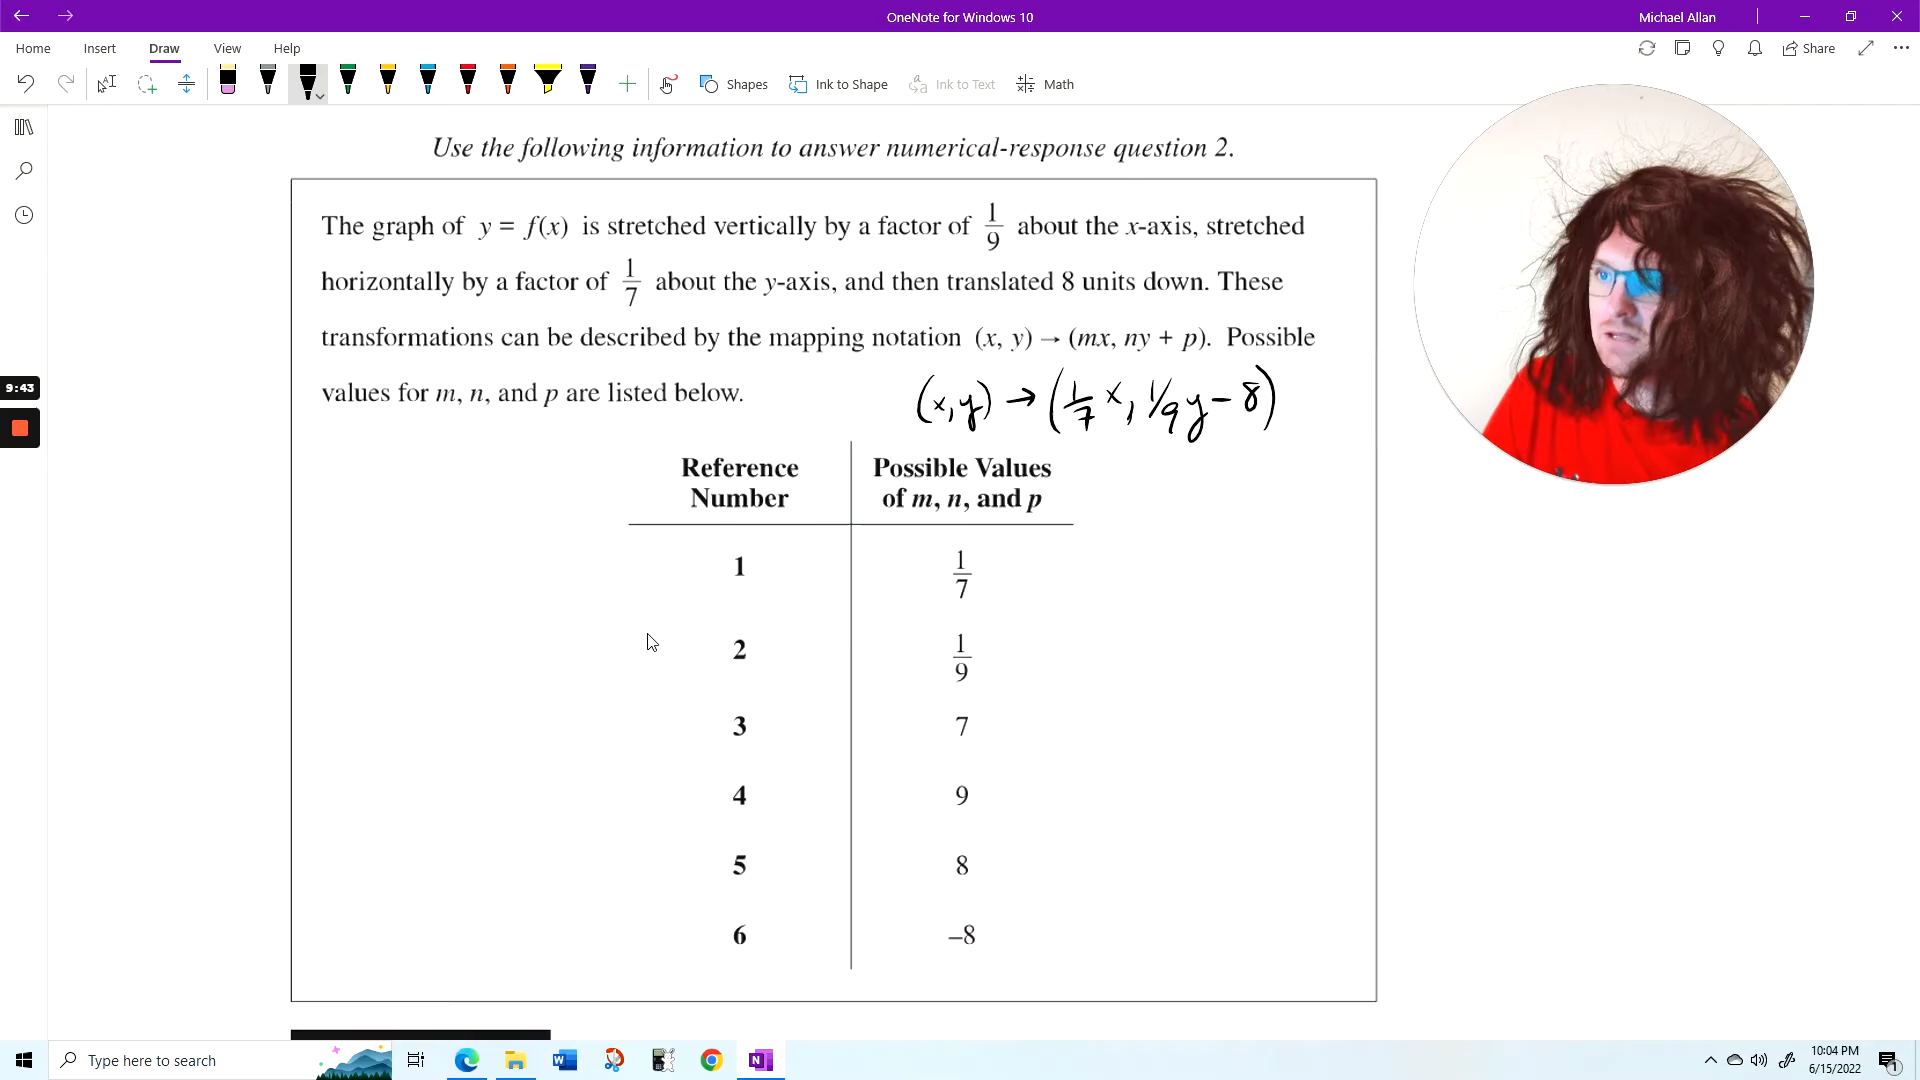 OneNote for Windows 10
Michael Allan
Home Insert Draw View Help
Share
Shapes Ink to Shape Ink to Text Math
Use the following information to answer numerical-response question 2.
The graph of y = f(x) is stretched vertically by a factor of 1/9 about the x-axis, stretched
horizontally by a factor of 1/7 about the y-axis, and then translated 8 units down. These
transformations can be described by the mapping notation (x, y) → (mx, ny + p). Possible
values for m, n, and p are listed below.
(x,y) → (1/7 x, 1/9 y - 8)
9:43
Reference Number Possible Values of m, n, and p
1 1/7
2 1/9
3 7
4 9
5 8
6 –8
Type here to search
10:04 PM
6/15/2022
1